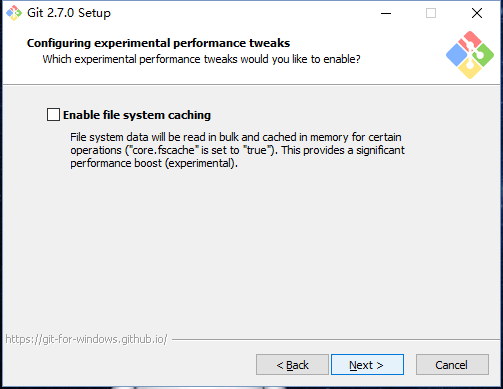 Git 2.7.0 Setup
Configuring experimental performance tweaks
Which experimental performance tweaks would you like to enable?
Enable file system caching
File system data will be read in bulk and cached in memory for certain
operations ("core.fscache" is set to "true"). This provides a significant
performance boost (experimental).
https://git-for-windows.github.io/
< Back
Next >
Cancel